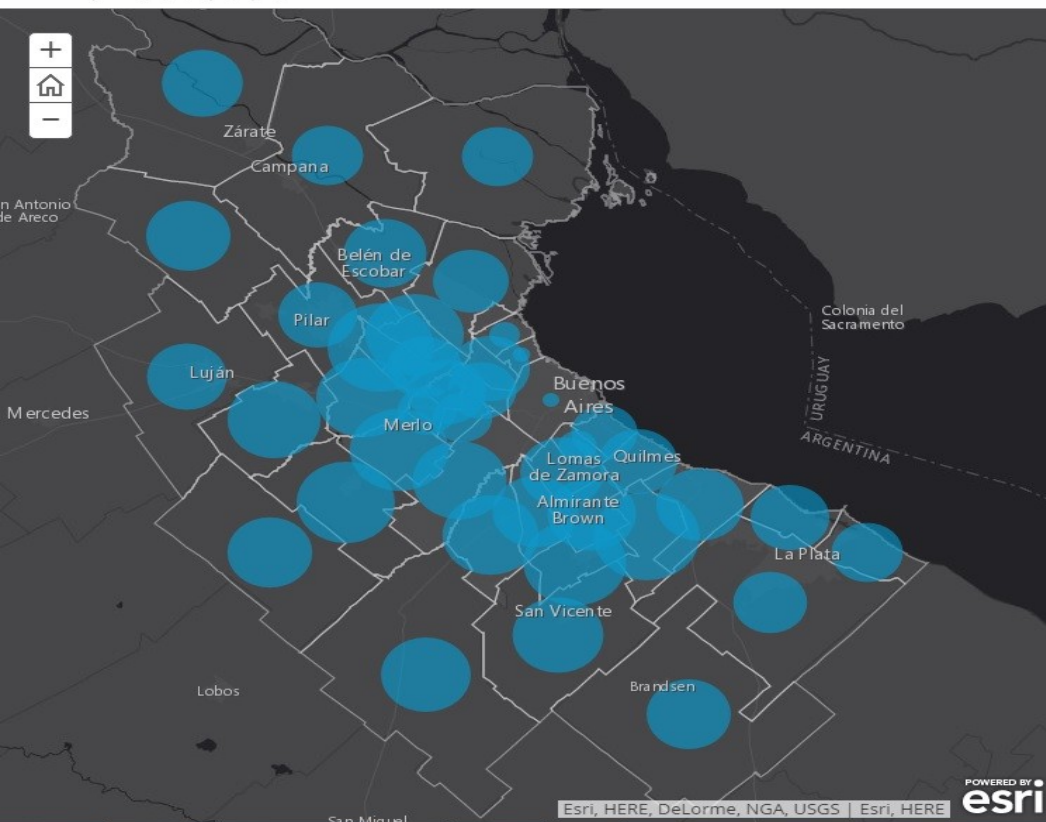 Zárate
Campana
n Antonio
de Areco
Belén de
Escobar
Pilar
Colonia del
Sacramento
Luján
URUGUAY
Buenos
Aires
Mercedes
Merlo
ARGENTINA
Lomas
de Zamora
Quilmes
Almirante
Brown
La Plata
San Vicente
Brandsen
Lobos
POWERED BY
esri
Esri, HERE, DeLorme, NGA, USGS | Esri, HERE
San Miguel